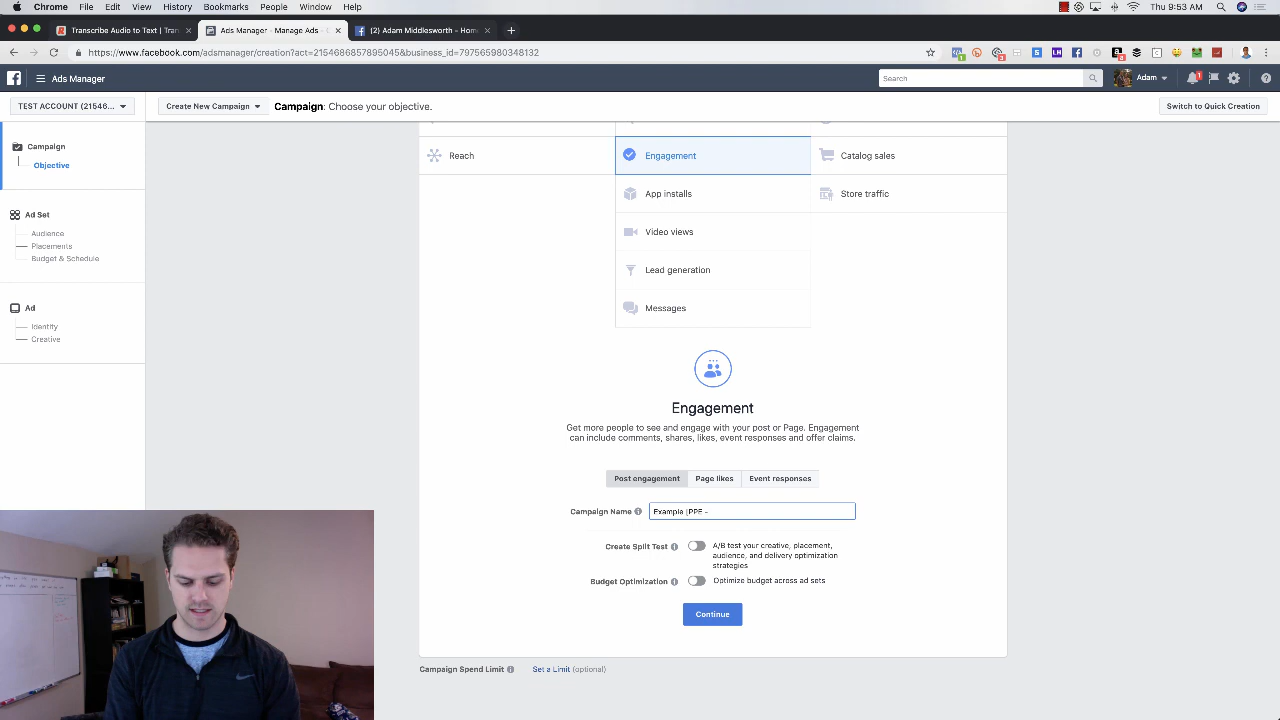 Chrome File Edit View History Bookmarks People Window Help
Thu 9:53 AM
Transcribe Audio to Text | Tran
Ads Manager - Manage Ads -
(2) Adam Middlesworth - Hom
https://www.facebook.com/adsmanager/creation?act=2154686857895045&business_id=797565980348132
Ads Manager
Search
Adam
1
TEST ACCOUNT (21546...
Create New Campaign
Campaign: Choose your objective.
Switch to Quick Creation
Campaign
Objective
Ad Set
Audience
Placements
Budget & Schedule
Ad
Identity
Creative
Reach
Engagement
Catalog sales
App installs
Store traffic
Video views
Lead generation
Messages
Engagement
Get more people to see and engage with your post or Page. Engagement
can include comments, shares, likes, event responses and offer claims.
Post engagement
Page likes
Event responses
Campaign Name
Example [PPE -
Create Split Test
A/B test your creative, placement,
audience, and delivery optimization
strategies
Budget Optimization
Optimize budget across ad sets
Continue
Campaign Spend Limit
Set a Limit (optional)